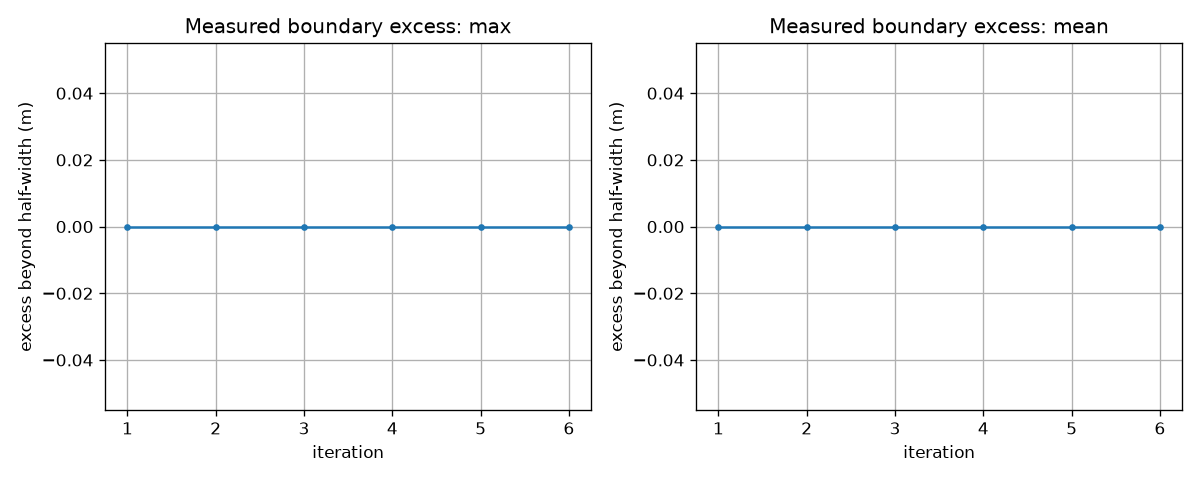 Measured boundary excess: max
excess beyond half-width (m)
0.04
0.02
0.00
−0.02
−0.04
1 2 3 4 5 6
iteration
Measured boundary excess: mean
excess beyond half-width (m)
0.04
0.02
0.00
−0.02
−0.04
1 2 3 4 5 6
iteration